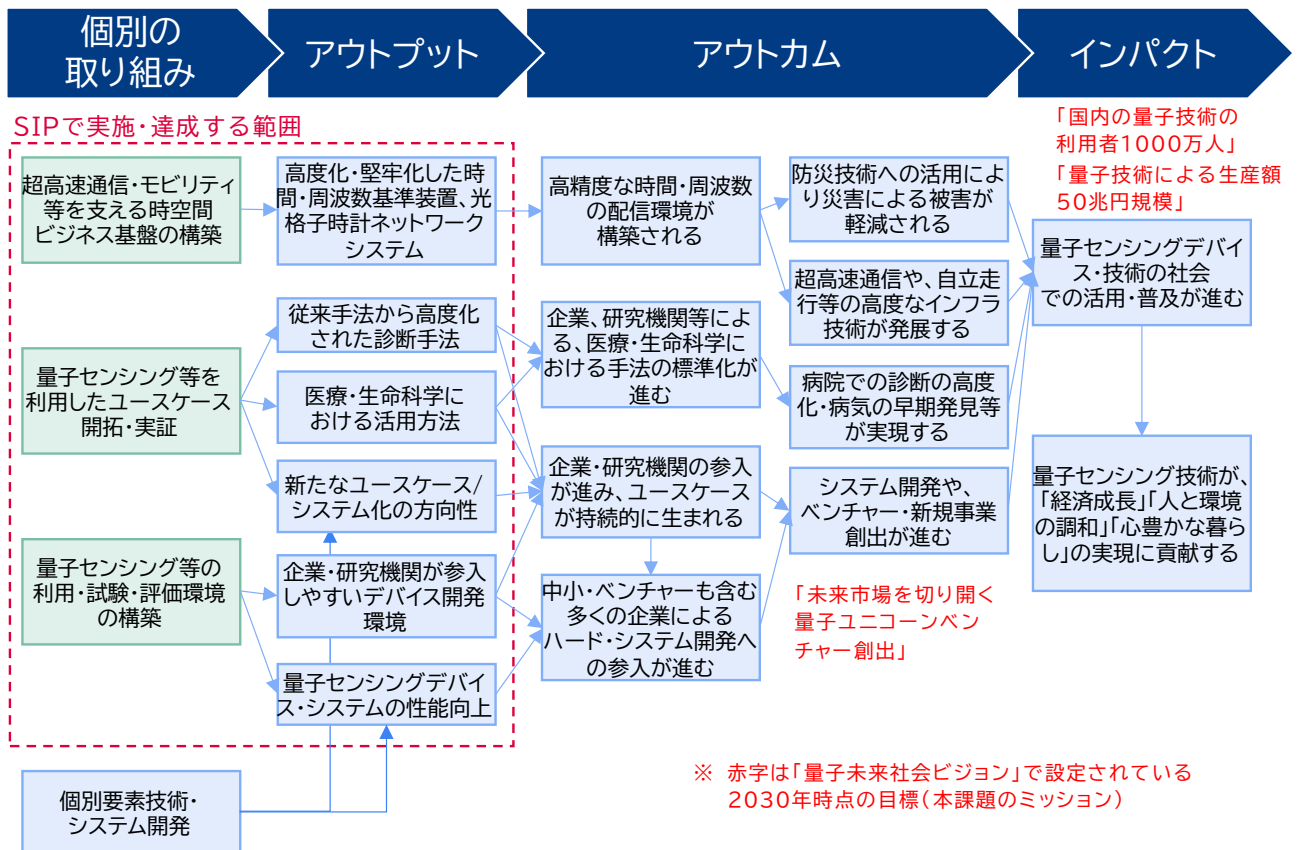 個別の
取り組み
アウトプット
アウトカム
インパクト
SIPで実施・達成する範囲
「国内の量子技術の
利用者1000万人」
「量子技術による生産額
50兆円規模」
超高速通信・モビリティ
等を支える時空間
ビジネス基盤の構築
高度化・堅牢化した時
間・周波数基準装置、光
格子時計ネットワーク
システム
高精度な時間・周波数
の配信環境が
構築される
防災技術への活用によ
り災害による被害が
軽減される
量子センシングデバイ
ス・技術の社会
での活用・普及が進む
超高速通信や、自立走
行等の高度なインフラ
技術が発展する
従来手法から高度化
された診断手法
企業、研究機関等によ
る、医療・生命科学に
おける手法の標準化が
進む
量子センシング等を
利用したユースケース
開拓・実証
医療・生命科学に
おける活用方法
病院での診断の高度
化・病気の早期発見等
が実現する
新たなユースケース/
システム化の方向性
企業・研究機関の参入
が進み、ユースケース
が持続的に生まれる
システム開発や、
ベンチャー・新規事業
創出が進む
量子センシング技術が、
「経済成長」「人と環境
の調和」「心豊かな暮ら
し」の実現に貢献する
量子センシング等の
利用・試験・評価環境
の構築
企業・研究機関が参入
しやすいデバイス開発
環境
中小・ベンチャーも含む
多くの企業による
ハード・システム開発へ
の参入が進む
「未来市場を切り開く
量子ユニコーンベン
チャー創出」
量子センシングデバイ
ス・システムの性能向上
個別要素技術・
システム開発
※ 赤字は「量子未来社会ビジョン」で設定されている
2030年時点の目標(本課題のミッション)